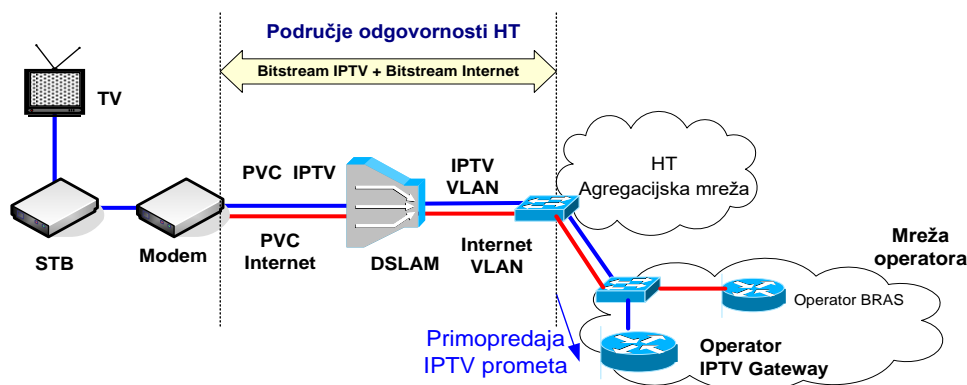 Područje odgovornosti HT
Bitstream IPTV + Bitstream Internet
TV
HT
Agregacijska mreža
PVC IPTV
IPTV
VLAN
STB
Modem
PVC
Internet
DSLAM
Internet
VLAN
Mreža
operatora
Operator BRAS
Primopredaja
IPTV prometa
Operator
IPTV Gateway